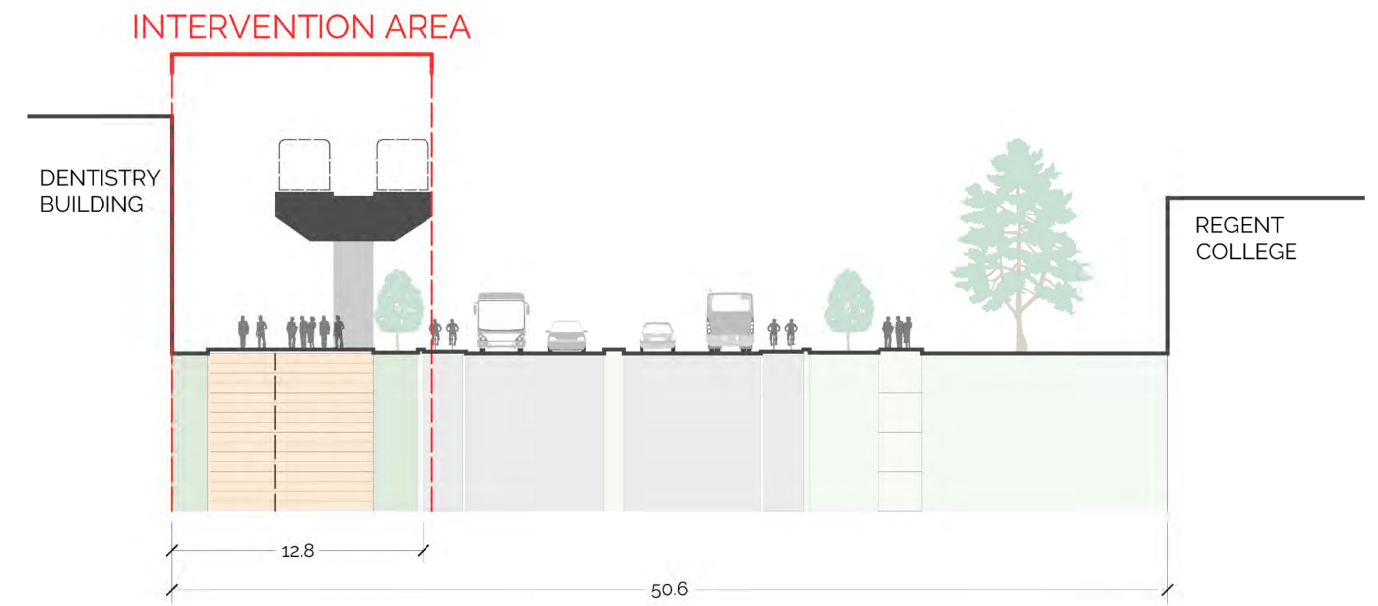 INTERVENTION AREA
DENTISTRY
BUILDING
REGENT
COLLEGE
12.8
50.6